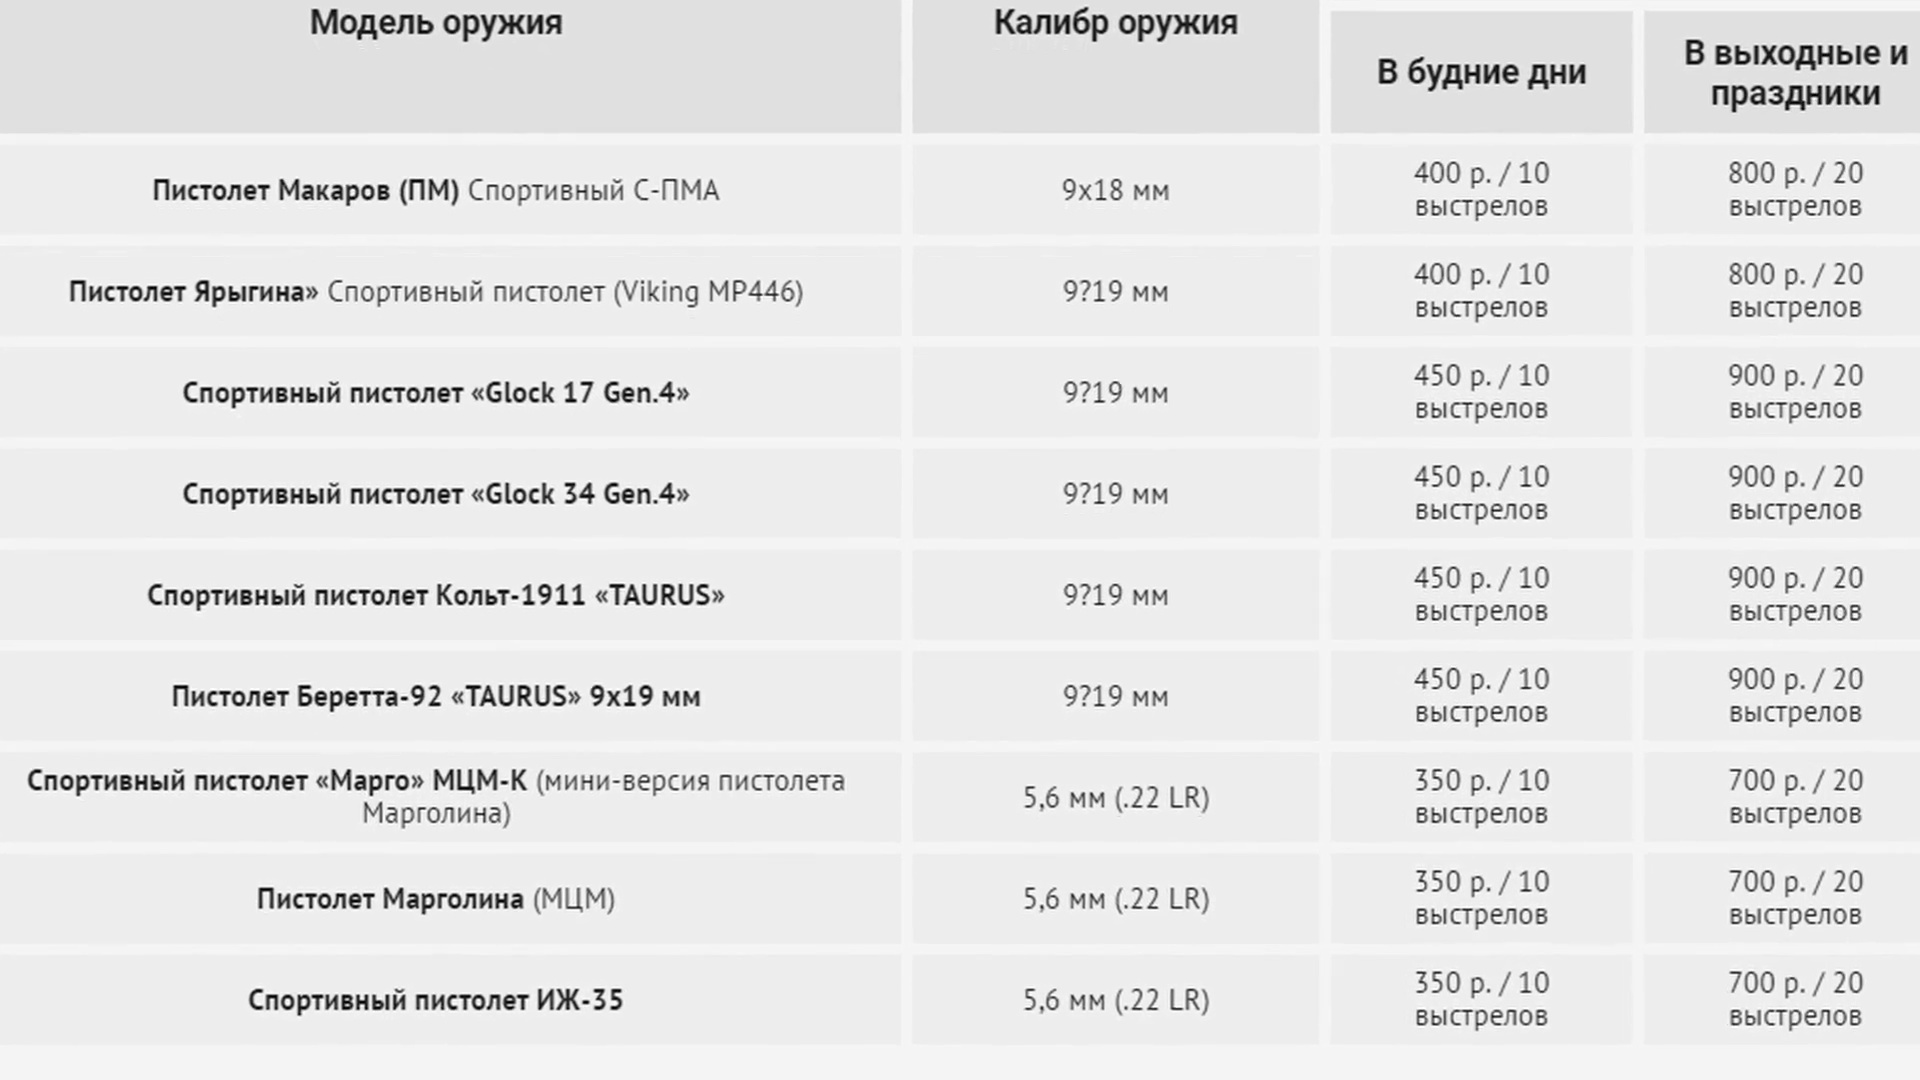 Модель оружия
Калибр оружия
В будние дни
В выходные и
праздники
Пистолет Макаров (ПМ) Спортивный С-ПМА
9x18 мм
400 р. / 10
выстрелов
800 р. / 20
выстрелов
Пистолет Ярыгина» Спортивный пистолет (Viking MP446)
9?19 мм
400 р. / 10
выстрелов
800 р. / 20
выстрелов
Спортивный пистолет «Glock 17 Gen.4»
9?19 мм
450 р. / 10
выстрелов
900 р. / 20
выстрелов
Спортивный пистолет «Glock 34 Gen.4»
9?19 мм
450 р. / 10
выстрелов
900 р. / 20
выстрелов
Спортивный пистолет Кольт-1911 «TAURUS»
9?19 мм
450 р. / 10
выстрелов
900 р. / 20
выстрелов
Пистолет Беретта-92 «TAURUS» 9x19 мм
9?19 мм
450 р. / 10
выстрелов
900 р. / 20
выстрелов
Спортивный пистолет «Марго» МЦМ-К (мини-версия пистолета
Марголина)
5,6 мм (.22 LR)
350 р. / 10
выстрелов
700 р. / 20
выстрелов
Пистолет Марголина (МЦМ)
5,6 мм (.22 LR)
350 р. / 10
выстрелов
700 р. / 20
выстрелов
Спортивный пистолет ИЖ-35
5,6 мм (.22 LR)
350 р. / 10
выстрелов
700 р. / 20
выстрелов